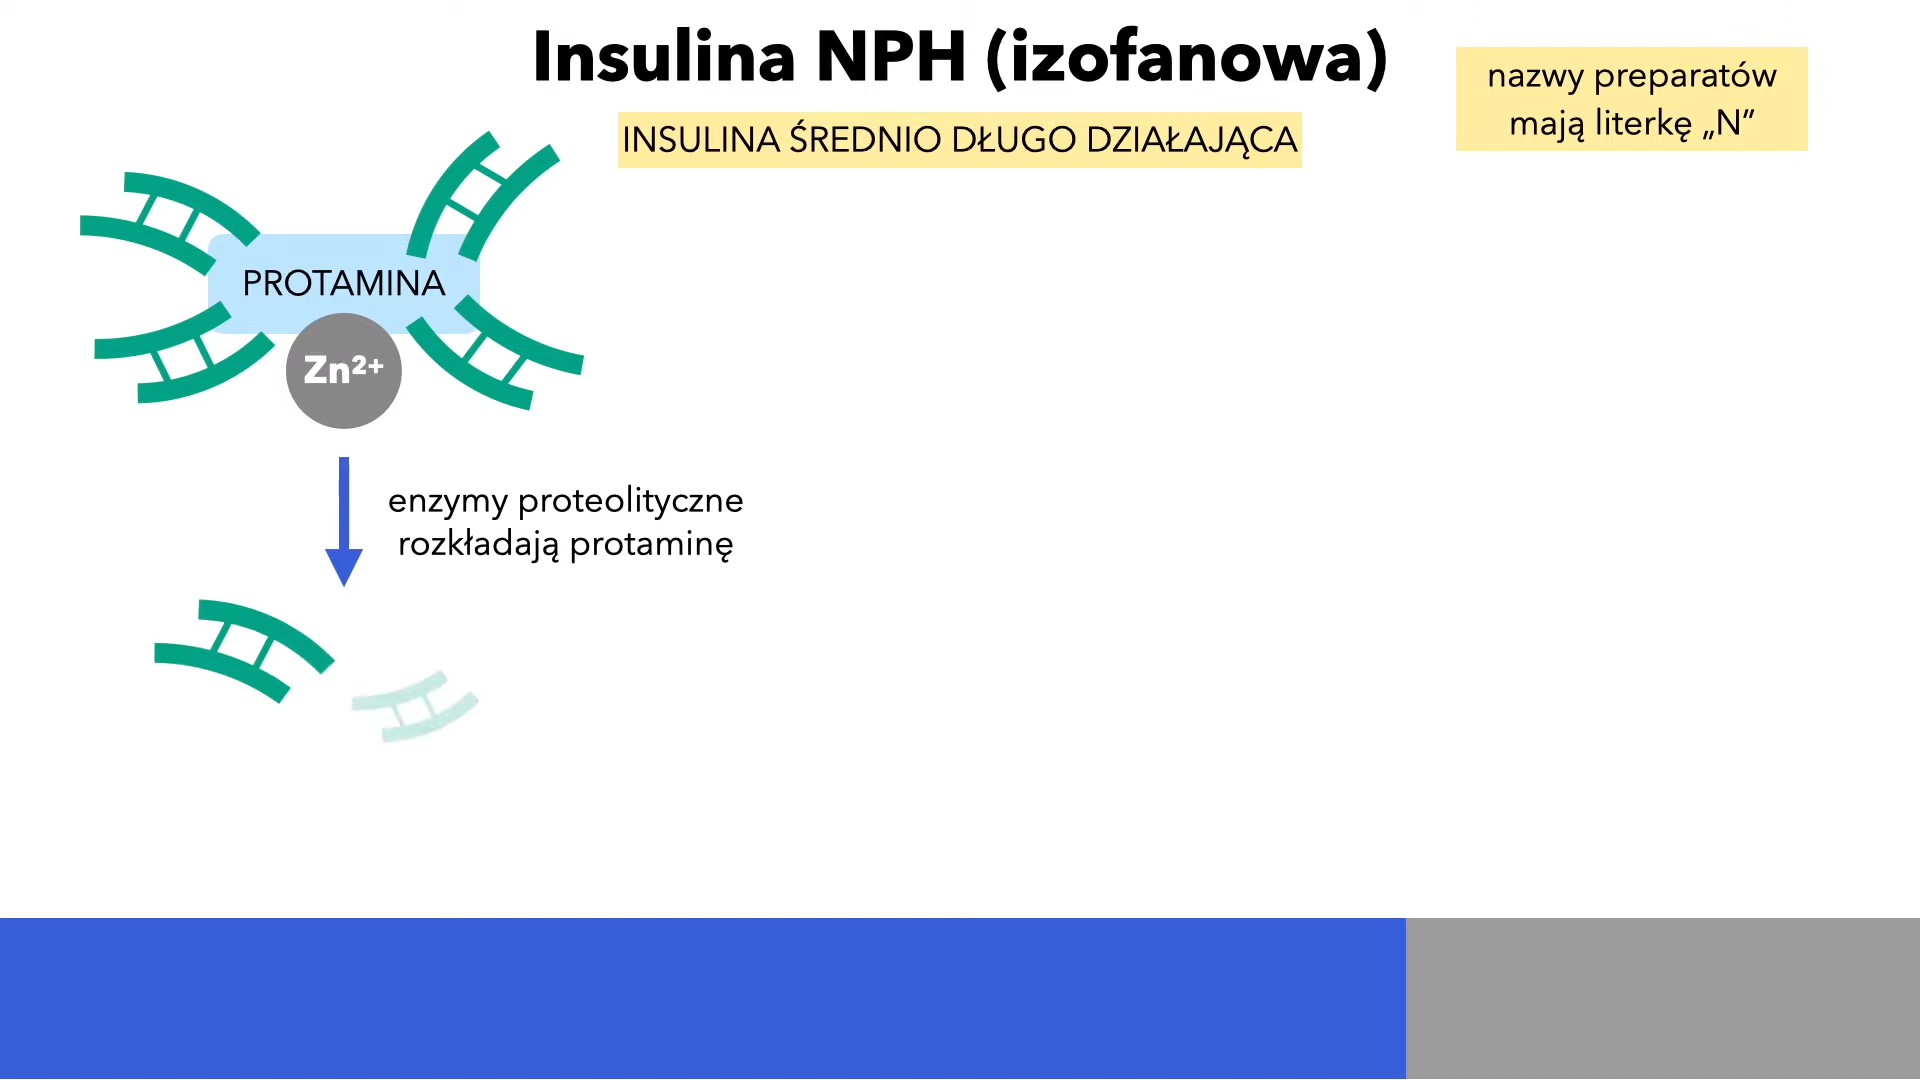 Insulina NPH (izofanowa)
nazwy preparatów
mają literkę „N”
INSULINA ŚREDNIO DŁUGO DZIAŁAJĄCA
PROTAMINA
Zn²⁺
enzymy proteolityczne
rozkładają protaminę